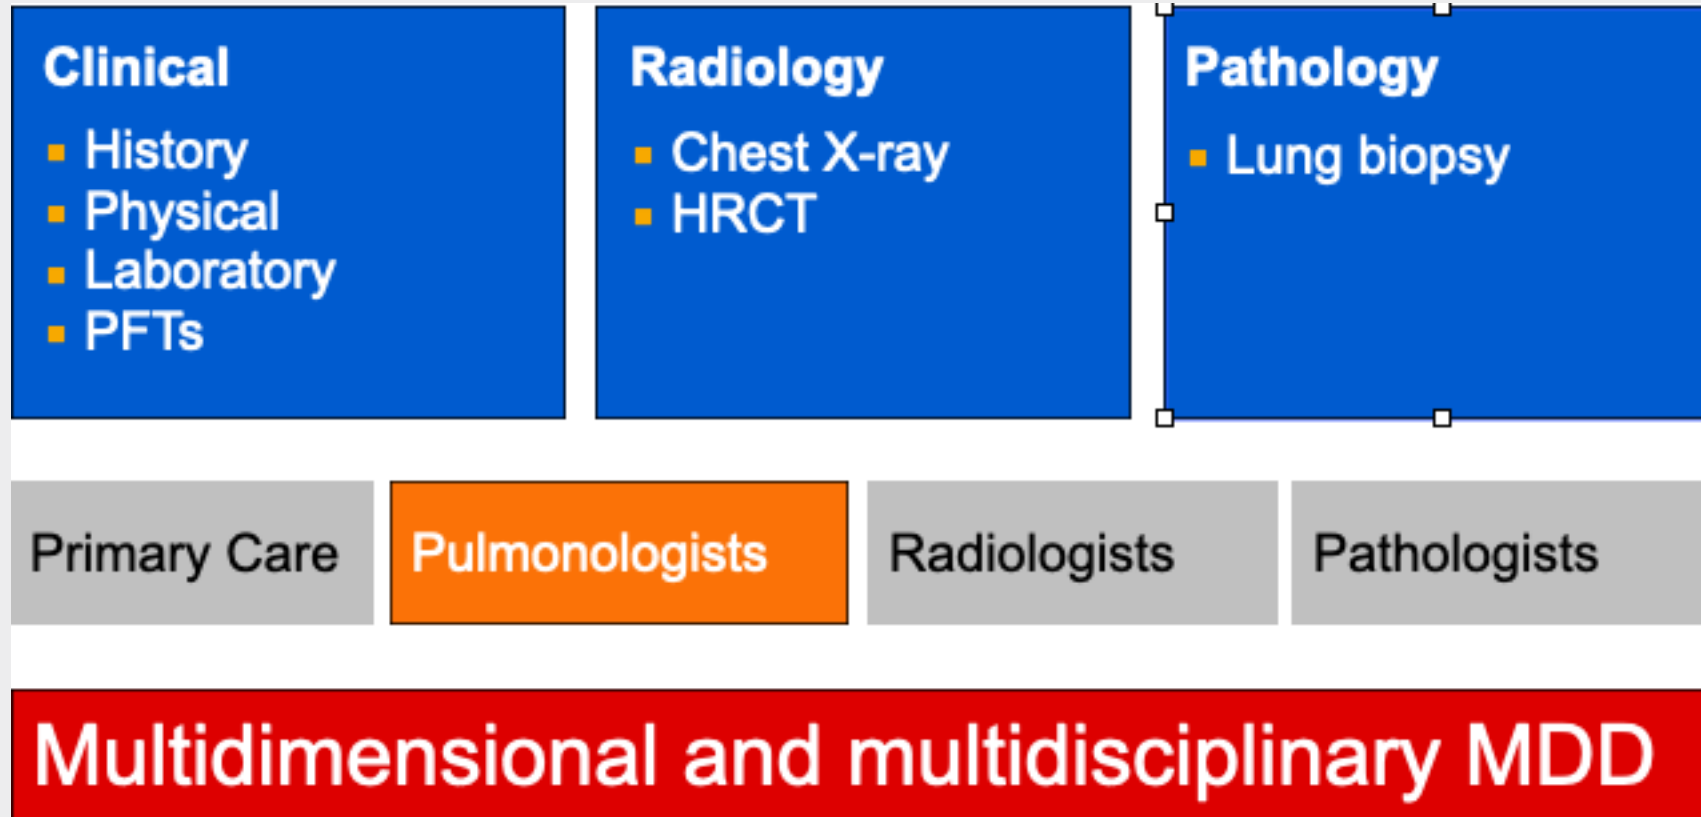 Clinical
History
Physical
Laboratory
PFTs
Radiology
Chest X-ray
HRCT
Pathology
Lung biopsy
Primary Care
Pulmonologists
Radiologists
Pathologists
Multidimensional and multidisciplinary MDD